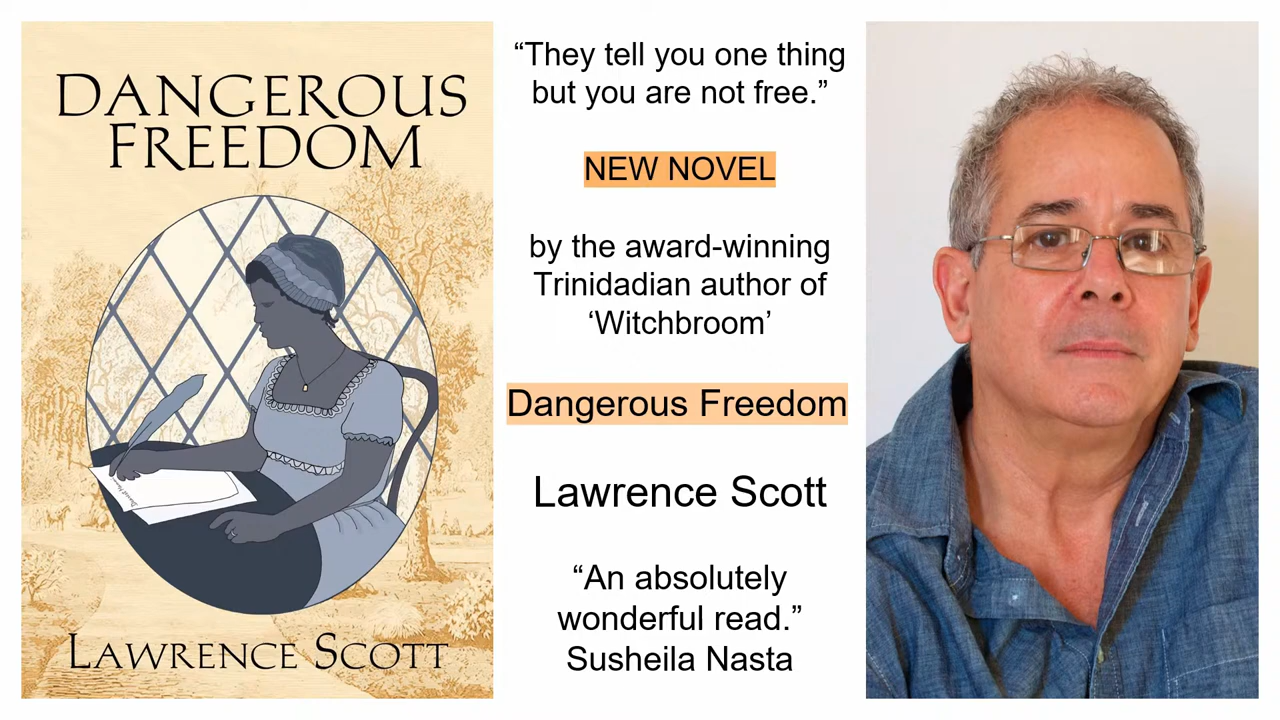 DANGEROUS
FREEDOM
LAWRENCE SCOTT
“They tell you one thing
but you are not free.”
NEW NOVEL
by the award-winning
Trinidadian author of
‘Witchbroom’
Dangerous Freedom
Lawrence Scott
“An absolutely
wonderful read.”
Susheila Nasta